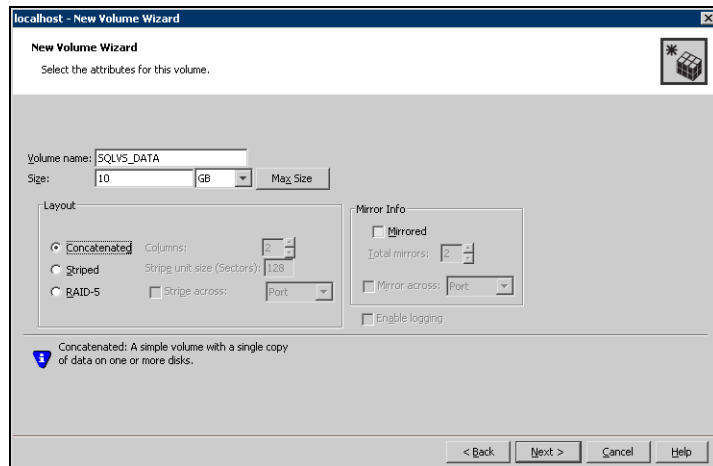 localhost - New Volume Wizard
New Volume Wizard
Select the attributes for this volume.
Volume name: SQLVS_DATA
Size: 10 GB Max Size
Layout
Concatenated Columns: 2
Striped Stripe unit size (Sectors): 128
RAID-5 Stripe across: Port
Mirror Info
Mirrored
Total mirrors: 2
Mirror across: Port
Enable logging
Concatenated: A simple volume with a single copy
of data on one or more disks.
< Back Next > Cancel Help